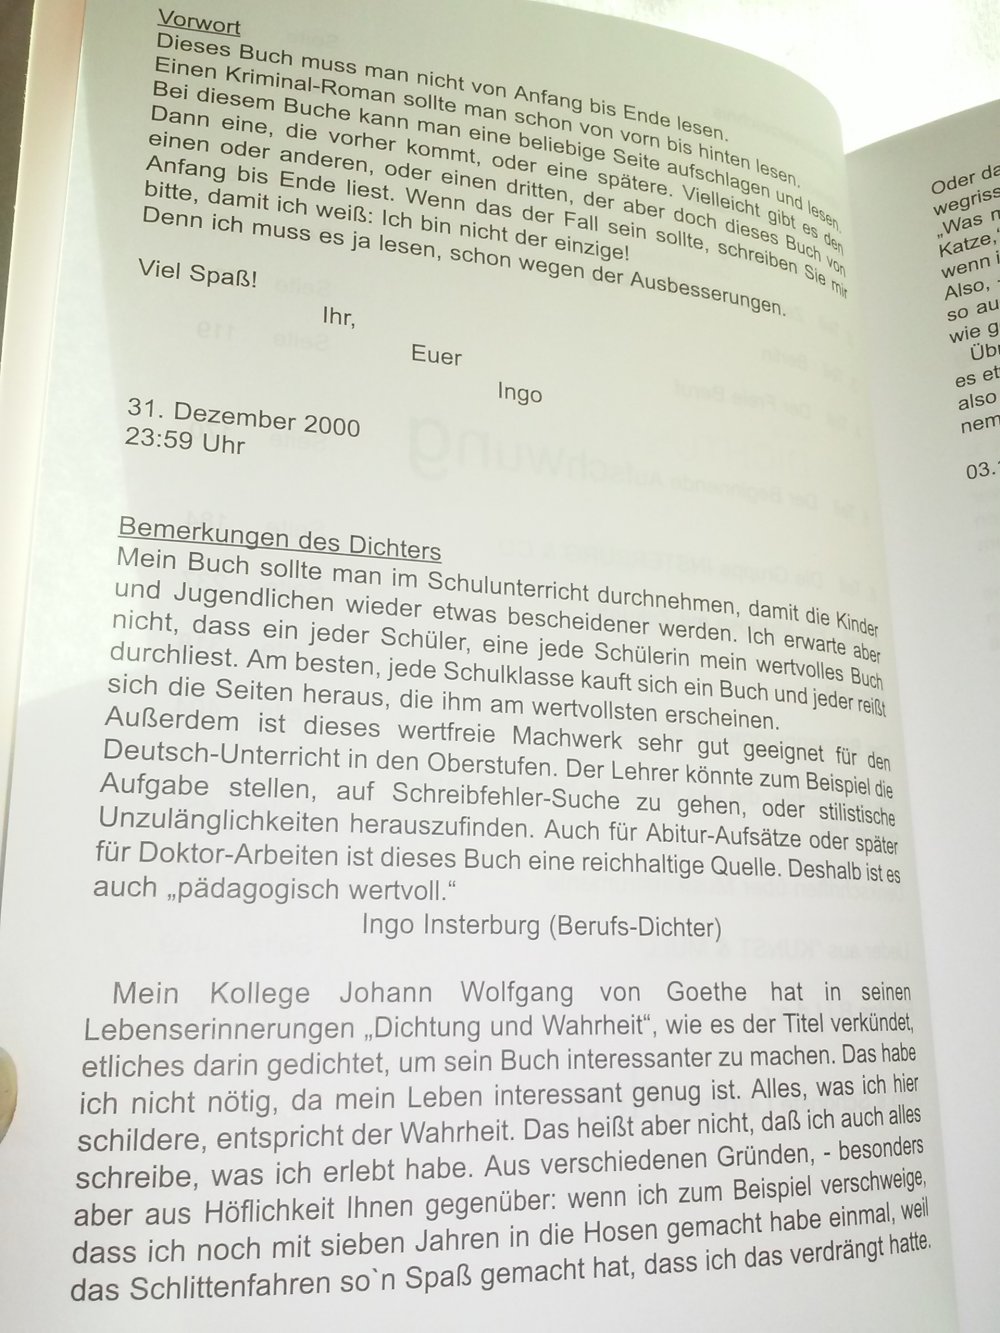 Vorwort
Dieses Buch muss man nicht von Anfang bis Ende lesen.
Einen Kriminal-Roman sollte man schon von vorn bis hinten lesen.
Bei diesem Buche kann man eine beliebige Seite aufschlagen und lesen.
Dann eine, die vorher kommt, oder eine spätere. Vielleicht gibt es den
einen oder anderen, oder einen dritten, der aber doch dieses Buch von
Anfang bis Ende liest. Wenn das der Fall sein sollte, schreiben Sie mir
bitte, damit ich weiß: Ich bin nicht der einzige!
Denn ich muss es ja lesen, schon wegen der Ausbesserungen.
Viel Spaß!
Ihr,
Euer
Ingo
31. Dezember 2000
23:59 Uhr
Bemerkungen des Dichters
Mein Buch sollte man im Schulunterricht durchnehmen, damit die Kinder
und Jugendlichen wieder etwas bescheidener werden. Ich erwarte aber
nicht, dass ein jeder Schüler, eine jede Schülerin mein wertvolles Buch
durchliest. Am besten, jede Schulklasse kauft sich ein Buch und jeder reißt
sich die Seiten heraus, die ihm am wertvollsten erscheinen.
Außerdem ist dieses wertfreie Machwerk sehr gut geeignet für den
Deutsch-Unterricht in den Oberstufen. Der Lehrer könnte zum Beispiel die
Aufgabe stellen, auf Schreibfehler-Suche zu gehen, oder stilistische
Unzulänglichkeiten herauszufinden. Auch für Abitur-Aufsätze oder später
für Doktor-Arbeiten ist dieses Buch eine reichhaltige Quelle. Deshalb ist es
auch „pädagogisch wertvoll.“
Ingo Insterburg (Berufs-Dichter)
Mein Kollege Johann Wolfgang von Goethe hat in seinen
Lebenserinnerungen „Dichtung und Wahrheit“, wie es der Titel verkündet,
etliches darin gedichtet, um sein Buch interessanter zu machen. Das habe
ich nicht nötig, da mein Leben interessant genug ist. Alles, was ich hier
schildere, entspricht der Wahrheit. Das heißt aber nicht, daß ich auch alles
schreibe, was ich erlebt habe. Aus verschiedenen Gründen, - besonders
aber aus Höflichkeit Ihnen gegenüber: wenn ich zum Beispiel verschweige,
dass ich noch mit sieben Jahren in die Hosen gemacht habe einmal, weil
das Schlittenfahren so`n Spaß gemacht hat, dass ich das verdrängt hatte.
Oder da
wegriss
„Was
Katze,“
wenn
Also,
so au
wie g
Übr
es et
also
nem
03.